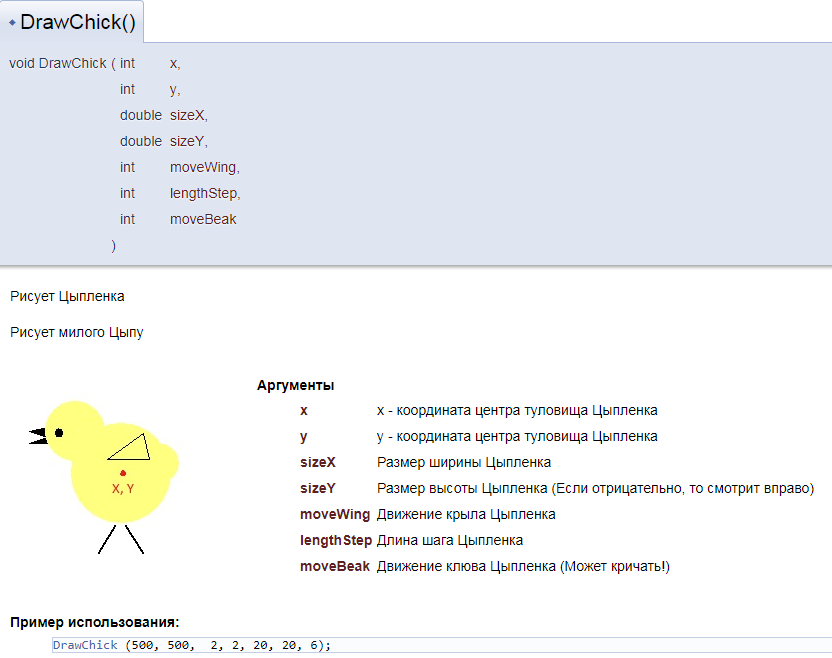 DrawChick()
void DrawChick ( int x,
int y,
double sizeX,
double sizeY,
int moveWing,
int lengthStep,
int moveBeak
)
Рисует Цыпленка
Рисует милого Цыпу
X, Y
Аргументы
x x - координата центра туловища Цыпленка
y y - координата центра туловища Цыпленка
sizeX Размер ширины Цыпленка
sizeY Размер высоты Цыпленка (Если отрицательно, то смотрит вправо)
moveWing Движение крыла Цыпленка
lengthStep Длина шага Цыпленка
moveBeak Движение клюва Цыпленка (Может кричать!)
Пример использования:
DrawChick (500, 500, 2, 2, 20, 20, 6);